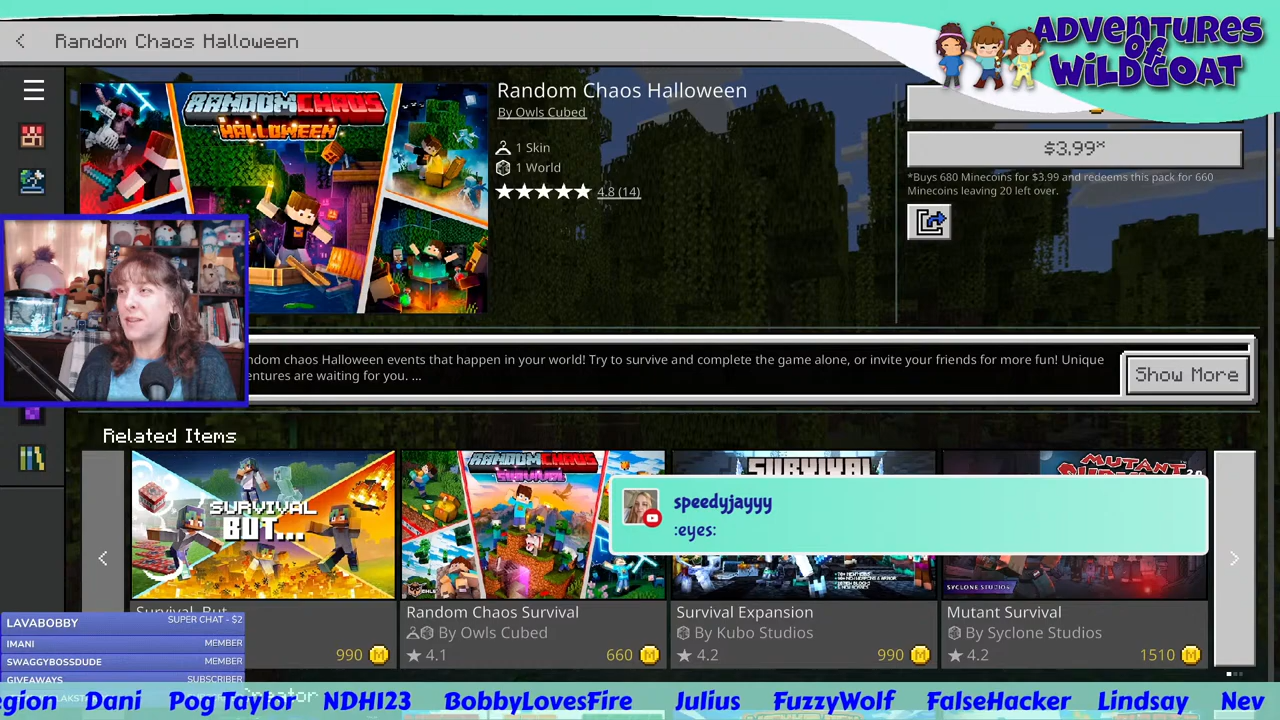 Random Chaos Halloween
ADVENTURES
OF
WILDGOAT
RANDOM CHAOS
HALLOWEEN
Random Chaos Halloween
By Owls Cubed
1 Skin
1 World
4.8 (14)
$3.99*
*Buys 680 Minecoins for $3.99 and redeems this pack for 660
Minecoins leaving 20 left over.
ndom chaos Halloween events that happen in your world! Try to survive and complete the game alone, or invite your friends for more fun! Unique
entures are waiting for you. ...
Show More
Related Items
SURVIVAL
BUT...
RANDOM CHAOS
SURVIVAL
SURVIVAL
MUTANT
SYCLONE STUDIOS
speedyjayyy
:eyes:
Survival, But
990
Random Chaos Survival
By Owls Cubed
4.1
660
Survival Expansion
By Kubo Studios
4.2
990
Mutant Survival
By Syclone Studios
4.2
1510
LAVABOBBY SUPER CHAT - $2
IMANI MEMBER
SWAGGYBOSSDUDE MEMBER
GIVEAWAYS SUBSCRIBER
SUBSCRIBER
egion Dani Pog Taylor NDH123 BobbyLovesFire Julius FuzzyWolf FalseHacker Lindsay Nev